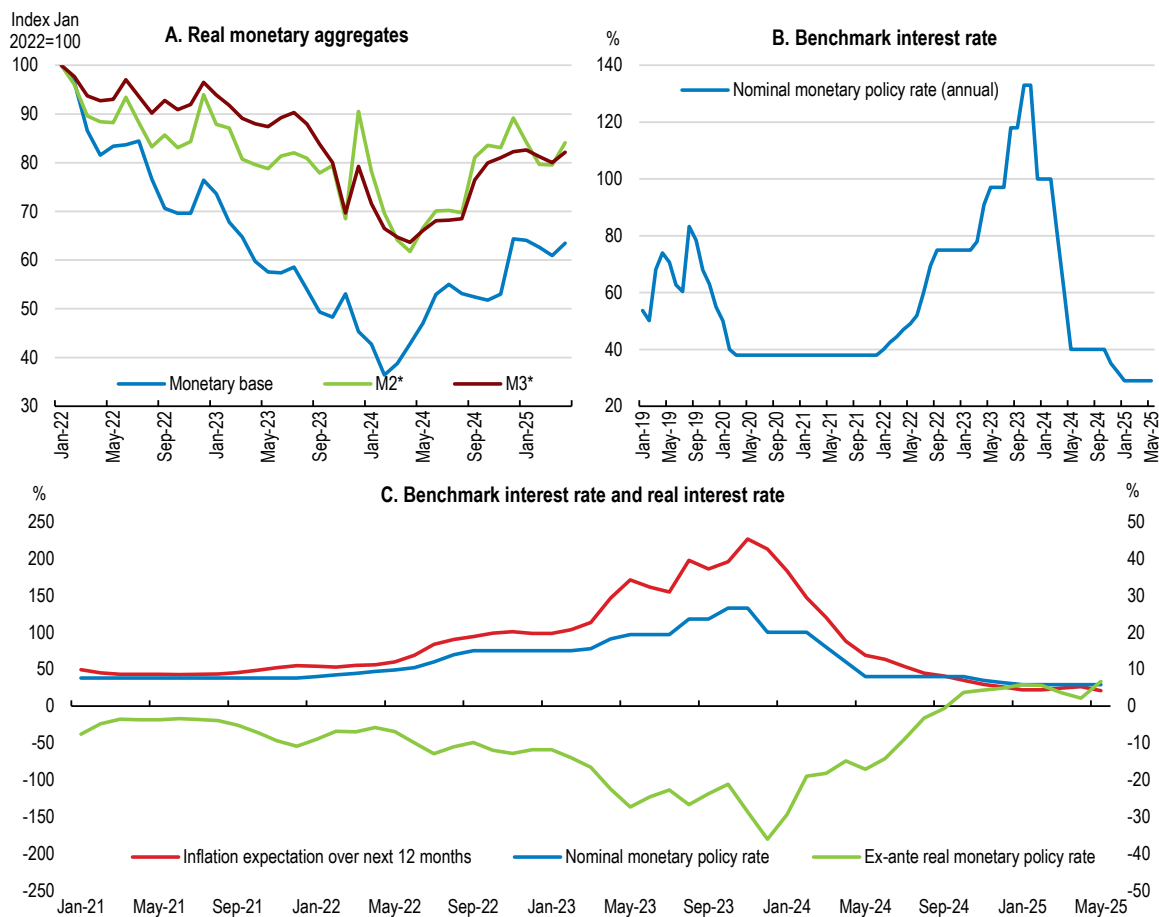 Index Jan
2022=100
A. Real monetary aggregates
100
90
80
70
60
50
40
30
Monetary base
M2*
M3*
Jan-22
May-22
Sep-22
Jan-23
May-23
Sep-23
Jan-24
May-24
Sep-24
Jan-25
B. Benchmark interest rate
%
140
120
100
80
60
40
20
Nominal monetary policy rate (annual)
Jan-19
May-19
Sep-19
Jan-20
May-20
Sep-20
Jan-21
May-21
Sep-21
Jan-22
May-22
Sep-22
Jan-23
May-23
Sep-23
Jan-24
May-24
Sep-24
Jan-25
May-25
C. Benchmark interest rate and real interest rate
%
250
200
150
100
50
0
-50
-100
-150
-200
-250
%
50
40
30
20
10
0
-10
-20
-30
-40
-50
Inflation expectation over next 12 months
Nominal monetary policy rate
Ex-ante real monetary policy rate
Jan-21
May-21
Sep-21
Jan-22
May-22
Sep-22
Jan-23
May-23
Sep-23
Jan-24
May-24
Sep-24
Jan-25
May-25